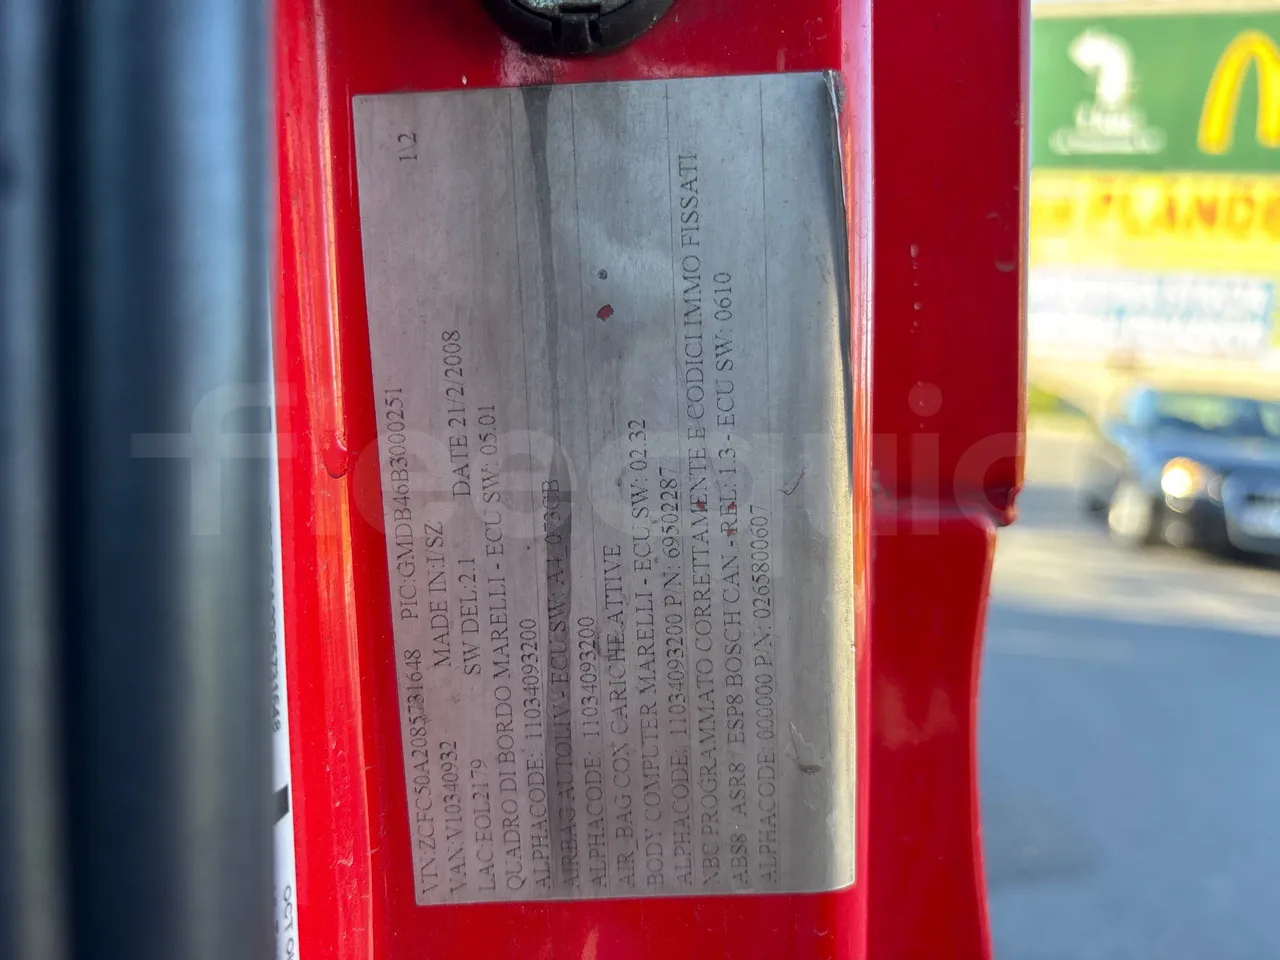 VIN:ZCFC50A2085731648 PIC:GMDB46B3000251 1\2
VAN:V10340932 MADE IN:I/SZ DATE 21/2/2008
LAC:EOL2179 SW DEL:2.1
QUADRO DI BORDO MARELLI - ECU SW: 05.01
ALPHACODE: 11034093200
AIRBAG AUTOLIV - ECU SW: A4_073GB
ALPHACODE: 11034093200
AIR_BAG CON CARICHE ATTIVE
BODY COMPUTER MARELLI - ECU SW: 02.32
ALPHACODE: 11034093200 P/N: 69502287
NBC PROGRAMMATO CORRETTAMENTE E CODICI IMMO FISSATI
ABS8 / ASR8 / ESP8 BOSCH CAN - REL: 1.3 - ECU SW: 0610
ALPHACODE: 000000 P/N: 0265800607